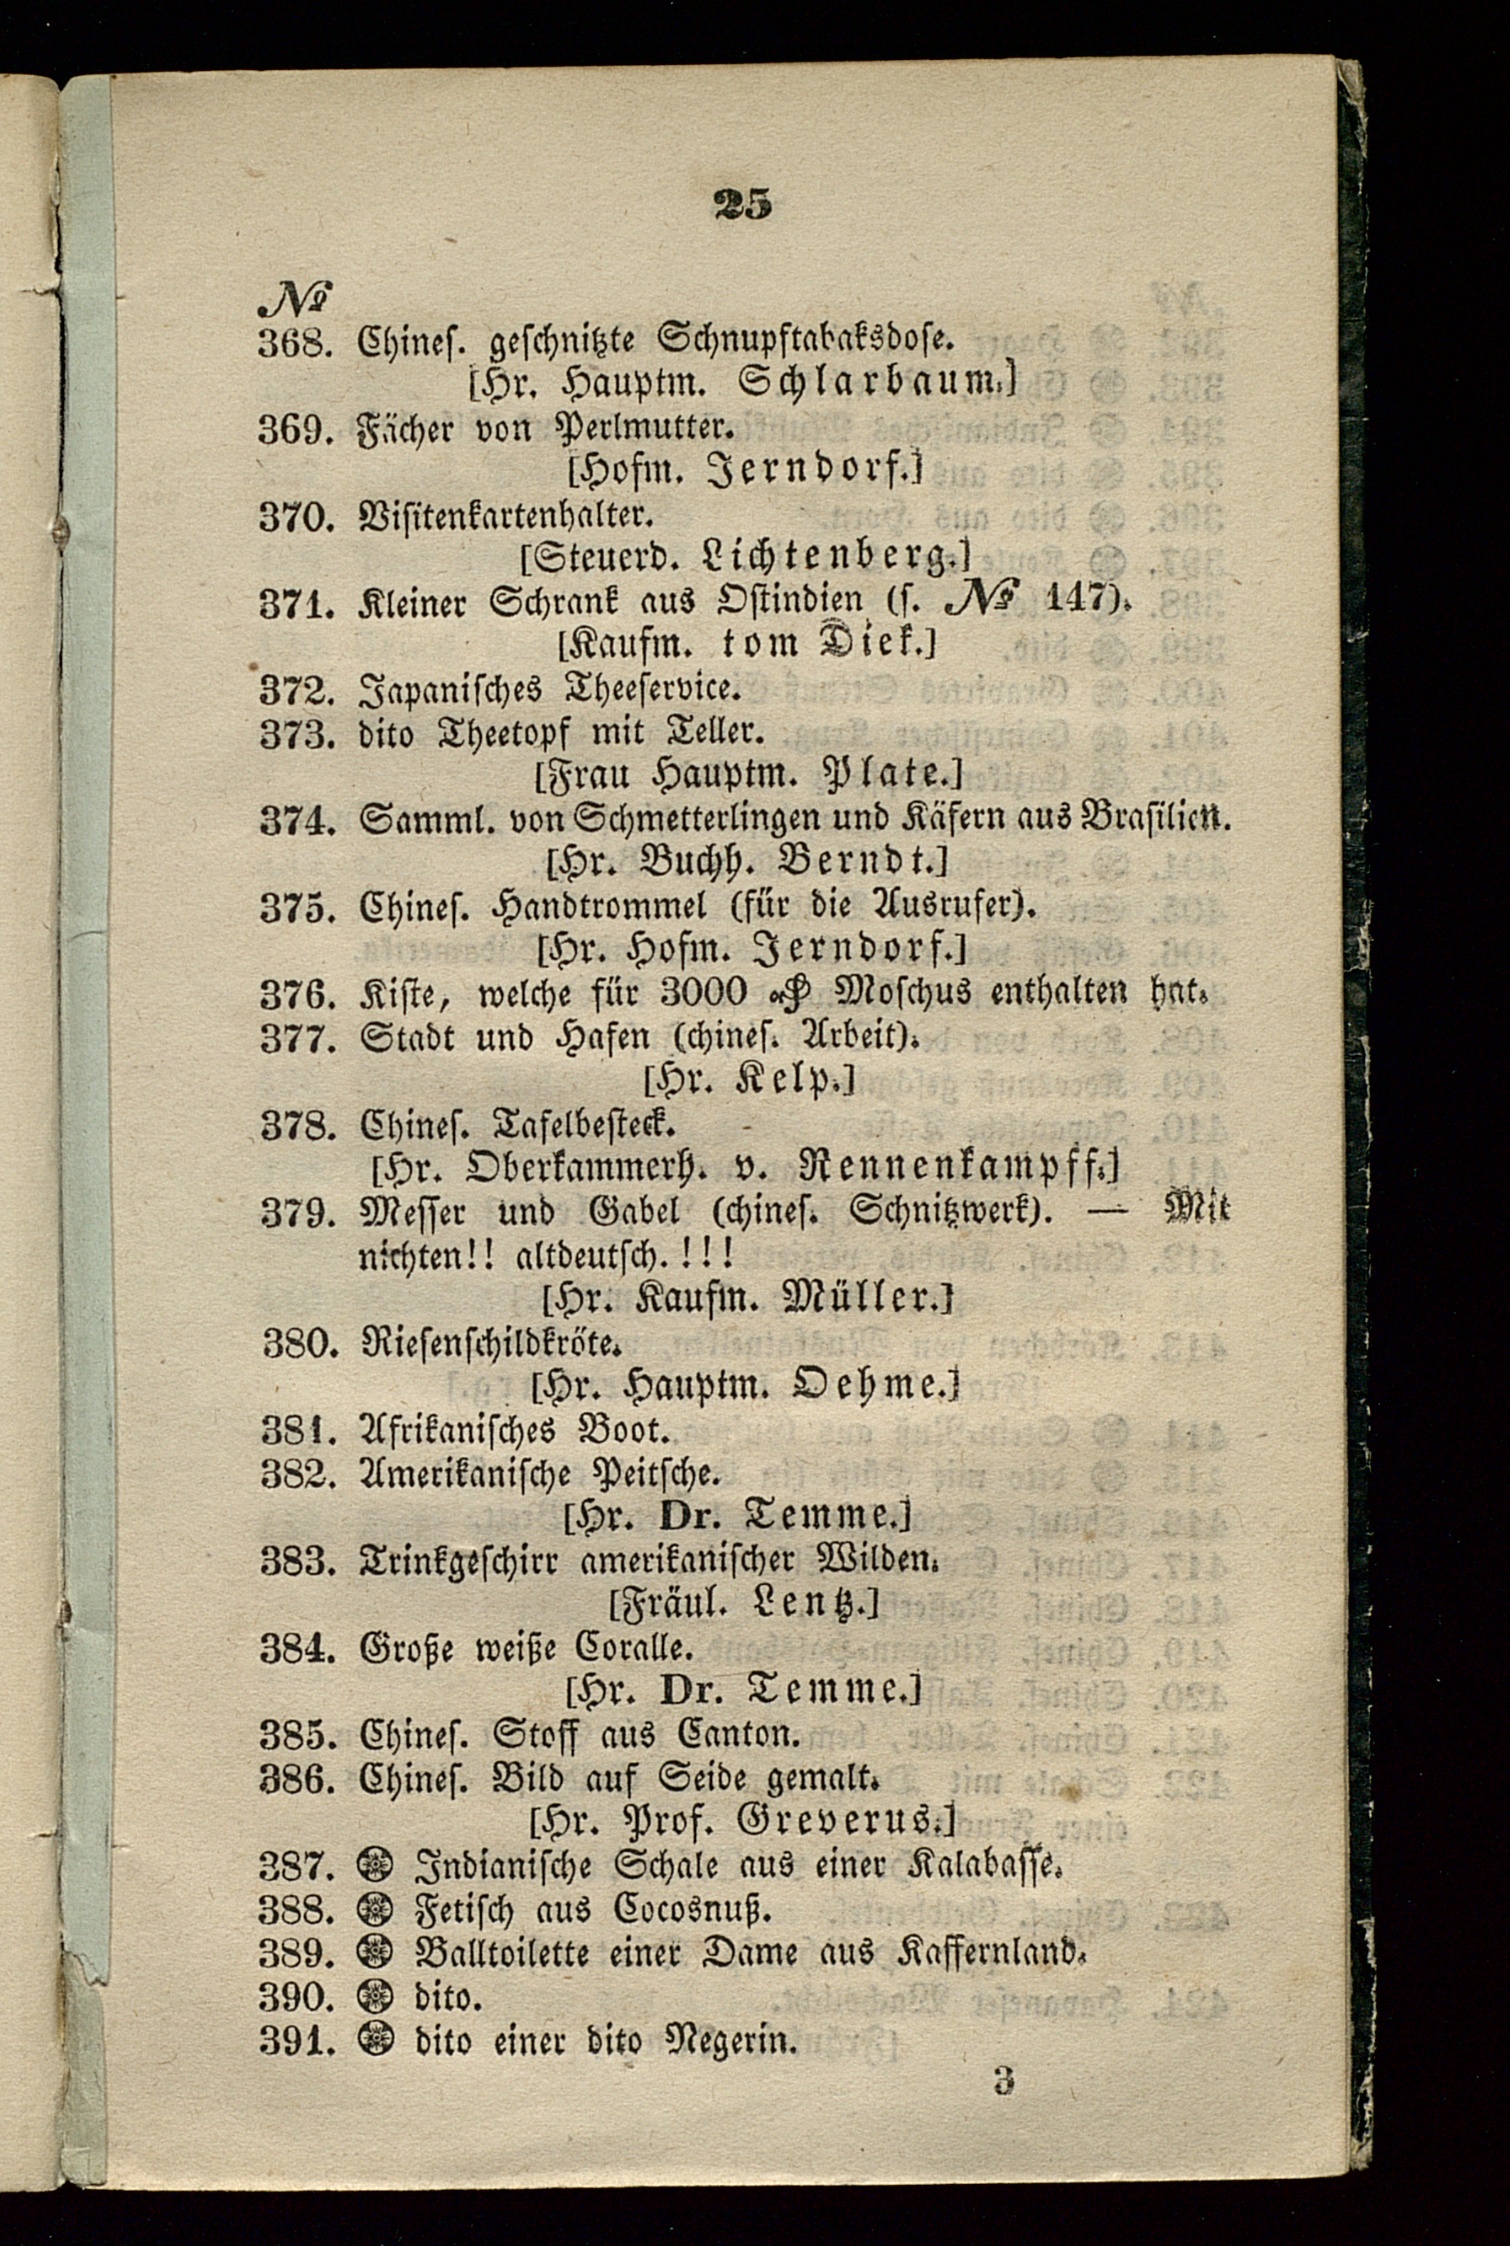 25
№
368. Chines. geschnitzte Schnupftabaksdose.
[Hr. Hauptm. Schlarbaum.]
369. Fächer von Perlmutter.
[Hofm. Jerndorf.]
370. Visitenkartenhalter.
[Steuerd. Lichtenberg.]
371. Kleiner Schrank aus Ostindien (s. № 147).
[Kaufm. tom Diek.]
372. Japanisches Theeservice.
373. dito Theetopf mit Teller.
[Frau Hauptm. Plate.]
374. Samml. von Schmetterlingen und Käfern aus Brasilien.
[Hr. Buchh. Berndt.]
375. Chines. Handtrommel (für die Ausrufer).
[Hr. Hofm. Jerndorf.]
376. Kiste, welche für 3000 ₰ Moschus enthalten hat.
377. Stadt und Hafen (chines. Arbeit).
[Hr. Kelp.]
378. Chines. Tafelbesteck.
[Hr. Oberkammerh. v. Rennenkampff.]
379. Messer und Gabel (chines. Schnitzwerk). — Mit
nichten!! altdeutsch.!!!
[Hr. Kaufm. Müller.]
380. Riesenschildkröte.
[Hr. Hauptm. Oehme.]
381. Afrikanisches Boot.
382. Amerikanische Peitsche.
[Hr. Dr. Temme.]
383. Trinkgeschirr amerikanischer Wilden.
[Fräul. Lentz.]
384. Große weiße Coralle.
[Hr. Dr. Temme.]
385. Chines. Stoff aus Canton.
386. Chines. Bild auf Seide gemalt.
[Hr. Prof. Greverus.]
387. ⊛ Indianische Schale aus einer Kalabasse.
388. ⊛ Fetisch aus Cocosnuß.
389. ⊛ Balltoilette einer Dame aus Kaffernland.
390. ⊛ dito.
391. ⊛ dito einer dito Negerin.
3